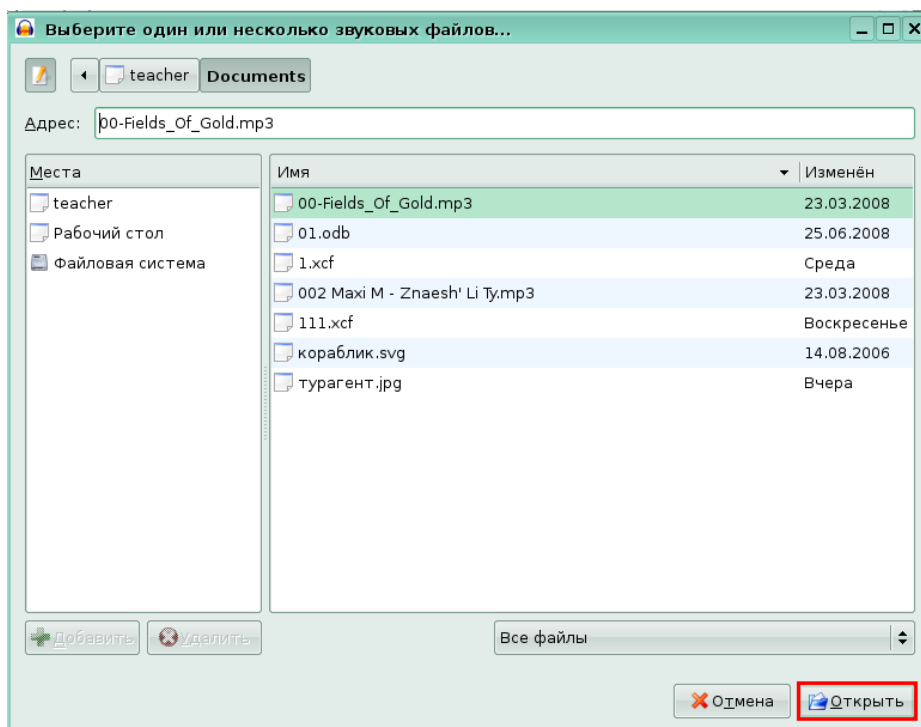 Выберите один или несколько звуковых файлов...
teacher Documents
Адрес: 00-Fields_Of_Gold.mp3
Места Имя Изменён
teacher 00-Fields_Of_Gold.mp3 23.03.2008
Рабочий стол 01.odb 25.06.2008
Файловая система 1.xcf Среда
002 Maxi M - Znaesh' Li Ty.mp3 23.03.2008
111.xcf Воскресенье
кораблик.svg 14.08.2006
турагент.jpg Вчера
Добавить Удалить Все файлы
Отмена Открыть